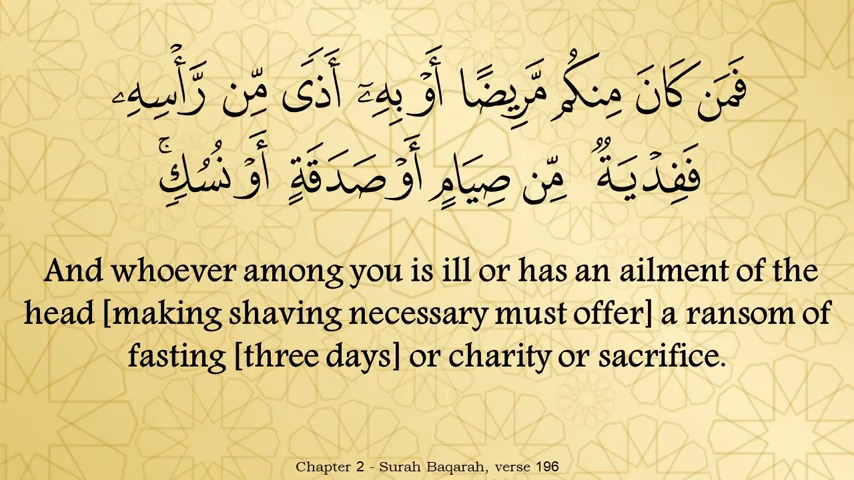 فَمَن كَانَ مِنكُم مَّرِيضًا أَوْ بِهِۦٓ أَذًى مِّن رَّأْسِهِۦ
فَفِدْيَةٌ مِّن صِيَامٍ أَوْ صَدَقَةٍ أَوْ نُسُكٍ ۚ
And whoever among you is ill or has an ailment of the
head [making shaving necessary must offer] a ransom of
fasting [three days] or charity or sacrifice.
Chapter 2 - Surah Baqarah, verse 196